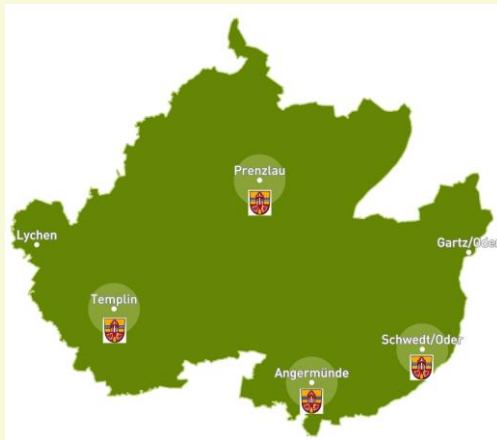 Prenzlau
Lychen
Gartz/Oder
Templin
Schwedt/Oder
Angermünde